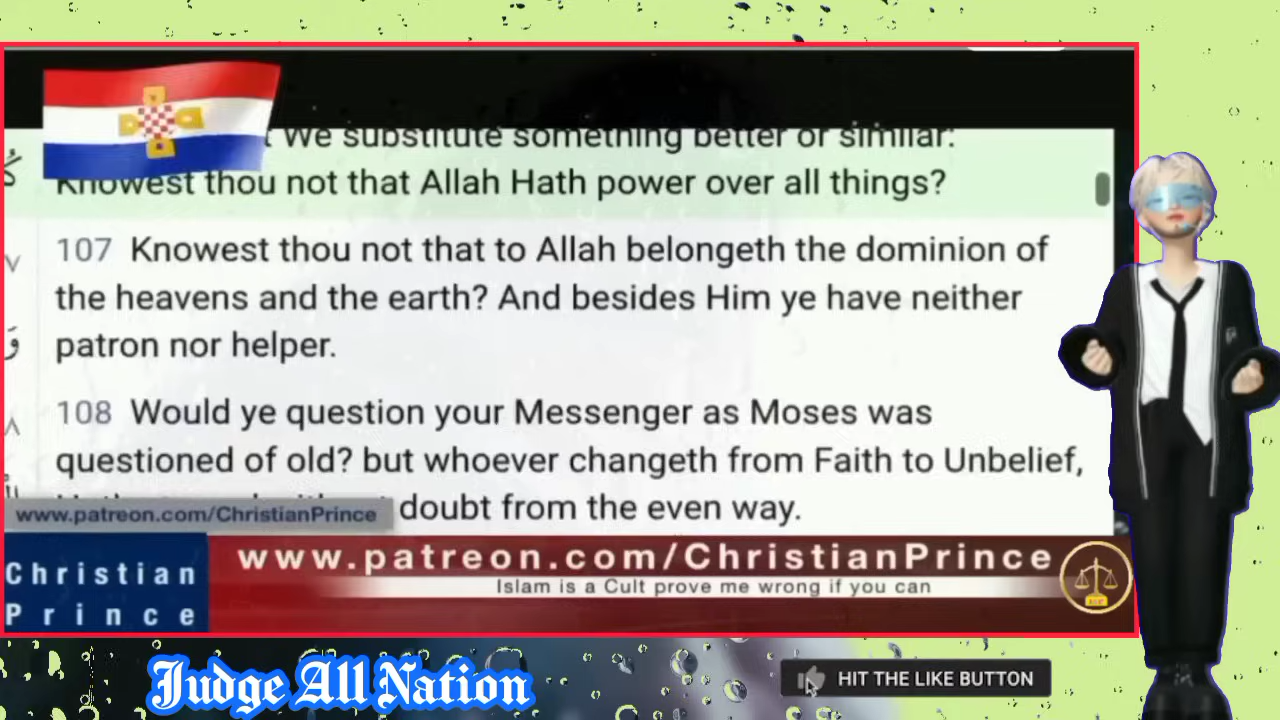 We substitute something better or similar:
Knowest thou not that Allah Hath power over all things?
107 Knowest thou not that to Allah belongeth the dominion of
the heavens and the earth? And besides Him ye have neither
patron nor helper.
108 Would ye question your Messenger as Moses was
questioned of old? but whoever changeth from Faith to Unbelief,
doubt from the even way.
www.patreon.com/ChristianPrince
Christian
Prince
www.patreon.com/ChristianPrince
Islam is a Cult prove me wrong if you can
Judge All Nation
HIT THE LIKE BUTTON